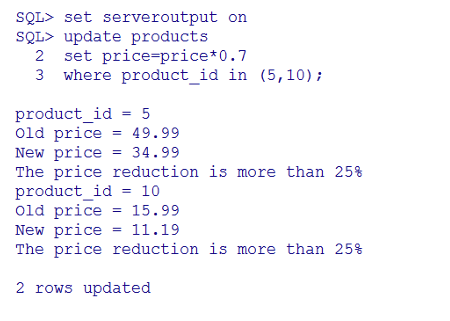 SQL> set serveroutput on
SQL> update products
2 set price=price*0.7
3 where product_id in (5,10);
product_id = 5
Old price = 49.99
New price = 34.99
The price reduction is more than 25%
product_id = 10
Old price = 15.99
New price = 11.19
The price reduction is more than 25%
2 rows updated